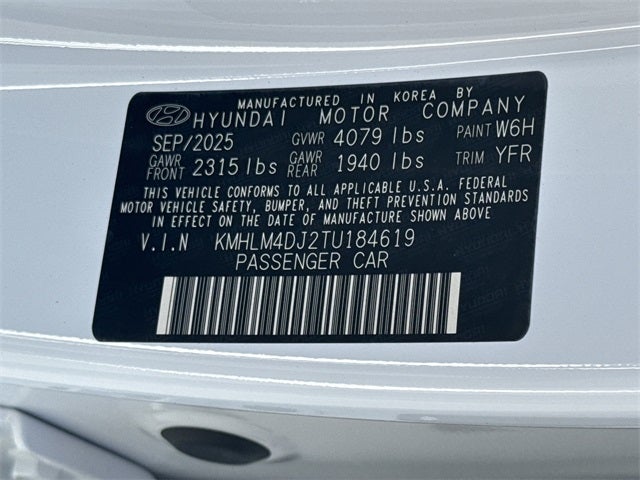 MANUFACTURED IN KOREA BY
HYUNDAI MOTOR COMPANY
SEP/2025 GVWR 4079 lbs PAINT W6H
GAWR FRONT 2315 lbs GAWR REAR 1940 lbs TRIM YFR
THIS VEHICLE CONFORMS TO ALL APPLICABLE U.S.A. FEDERAL
MOTOR VEHICLE SAFETY, BUMPER, AND THEFT PREVENTION STANDARDS
IN EFFECT ON THE DATE OF MANUFACTURE SHOWN ABOVE.
V.I.N KMHLM4DJ2TU184619
PASSENGER CAR